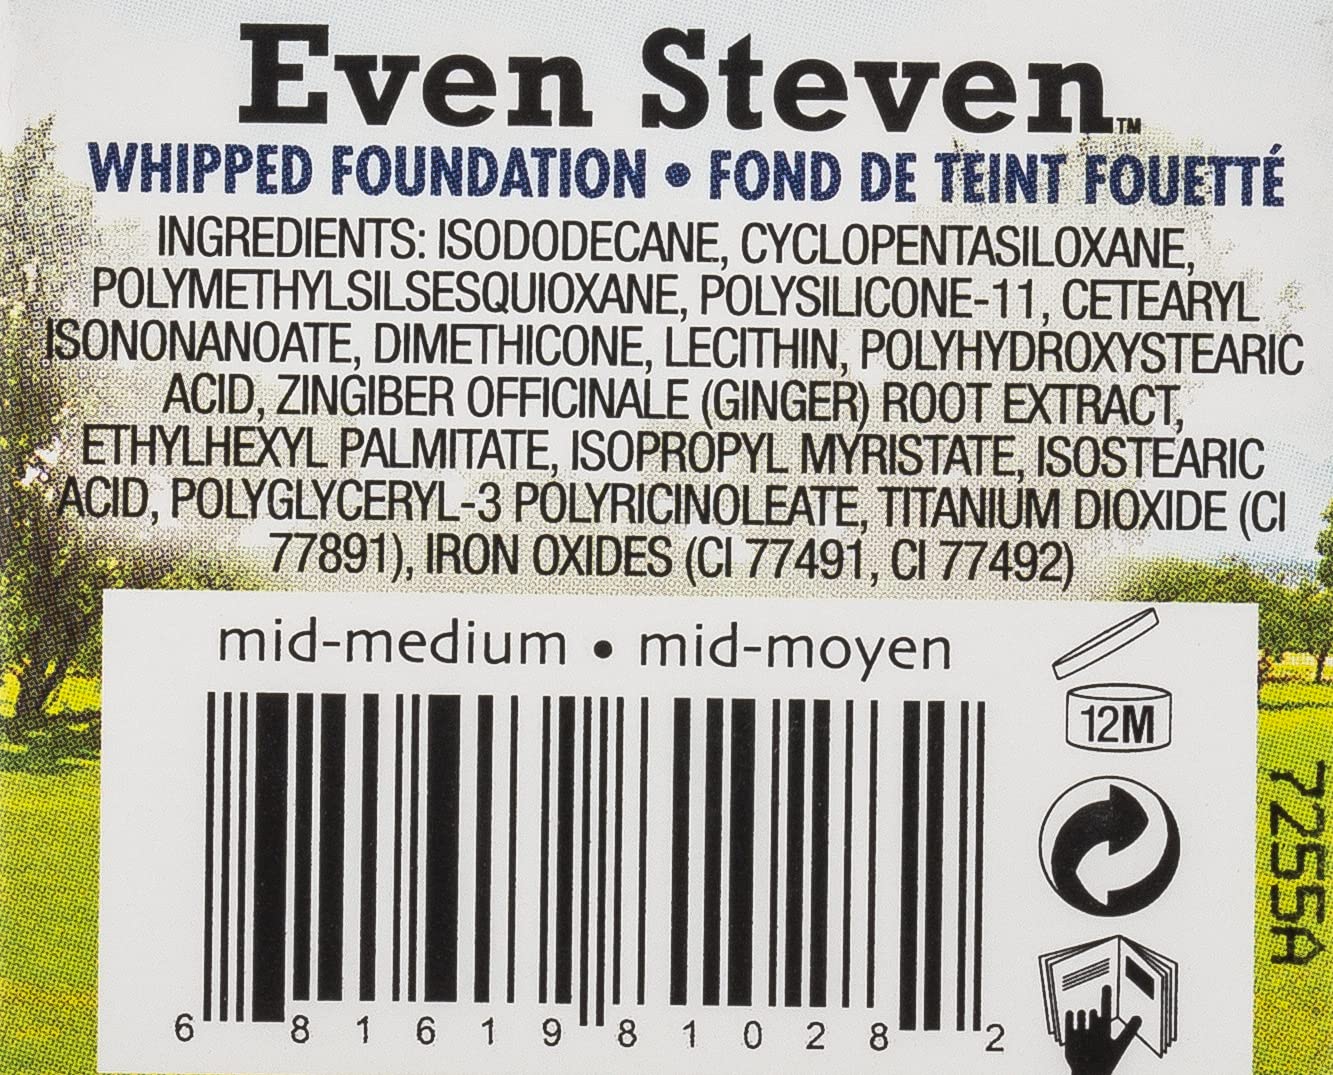 Even Steven™
WHIPPED FOUNDATION • FOND DE TEINT FOUETTÉ
INGREDIENTS: ISODODECANE, CYCLOPENTASILOXANE,
POLYMETHYLSILSESQUIOXANE, POLYSILICONE-11, CETEARYL
ISONONANOATE, DIMETHICONE, LECITHIN, POLYHYDROXYSTEARIC
ACID, ZINGIBER OFFICINALE (GINGER) ROOT EXTRACT,
ETHYLHEXYL PALMITATE, ISOPROPYL MYRISTATE, ISOSTEARIC
ACID, POLYGLYCERYL-3 POLYRICINOLEATE, TITANIUM DIOXIDE (CI
77891), IRON OXIDES (CI 77491, CI 77492)
mid-medium • mid-moyen
12M
7255A
6 81619 81028 2